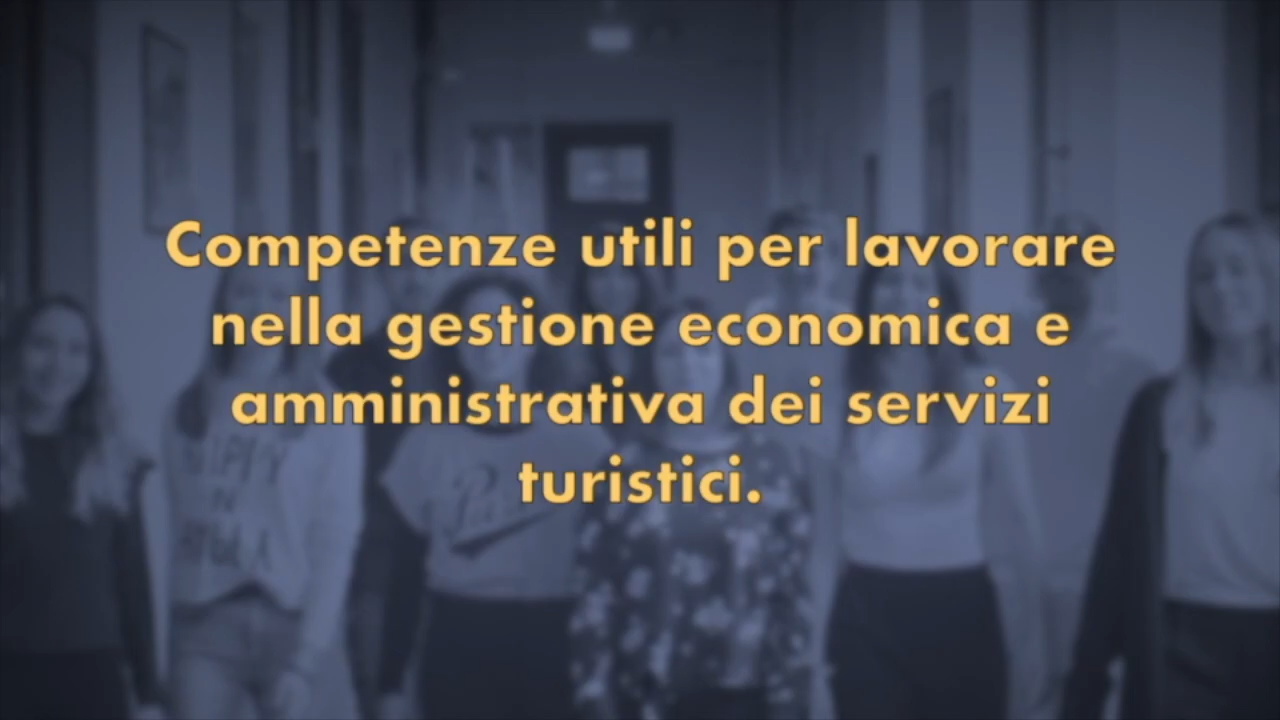 Competenze utili per lavorare
nella gestione economica e
amministrativa dei servizi
turistici.